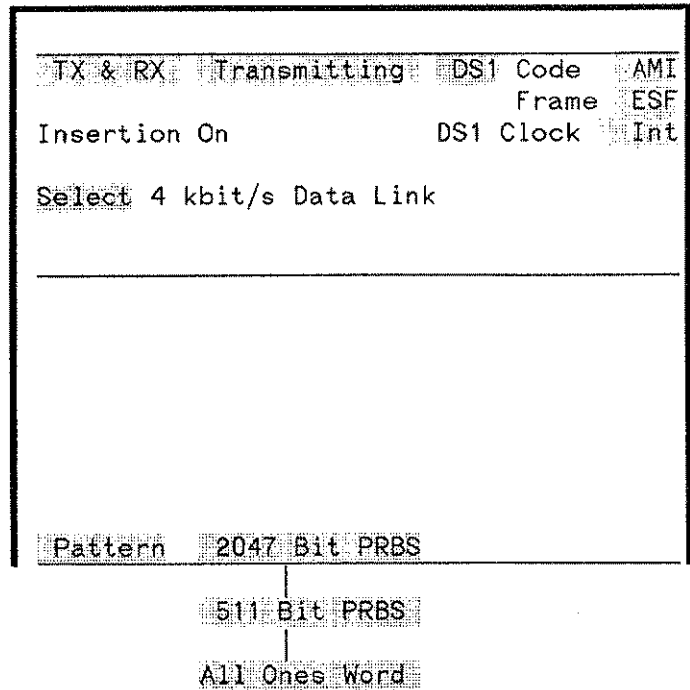 TX & RX Transmitting DS1 Code AMI
Frame ESF
Insertion On DS1 Clock Int
Select 4 kbit/s Data Link
Pattern 2047 Bit PRBS
511 Bit PRBS
All Ones Word